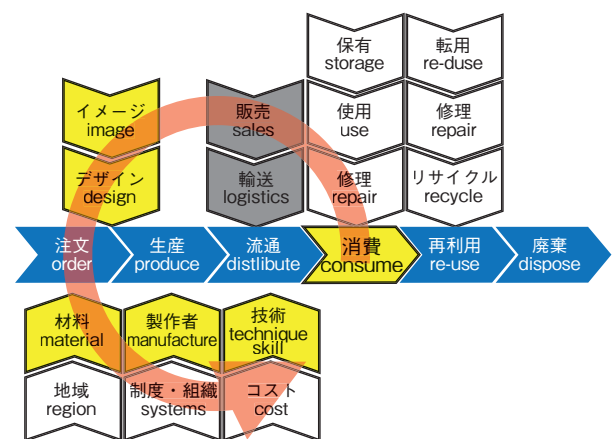 保有
storage
転用
re-duse
イメージ
image
販売
sales
使用
use
修理
repair
デザイン
design
輸送
logistics
修理
repair
リサイクル
recycle
注文
order
生産
produce
流通
distlibute
消費
consume
再利用
re-use
廃棄
dispose
材料
material
製作者
manufacture
技術
technique
skill
地域
region
制度・組織
systems
コスト
cost